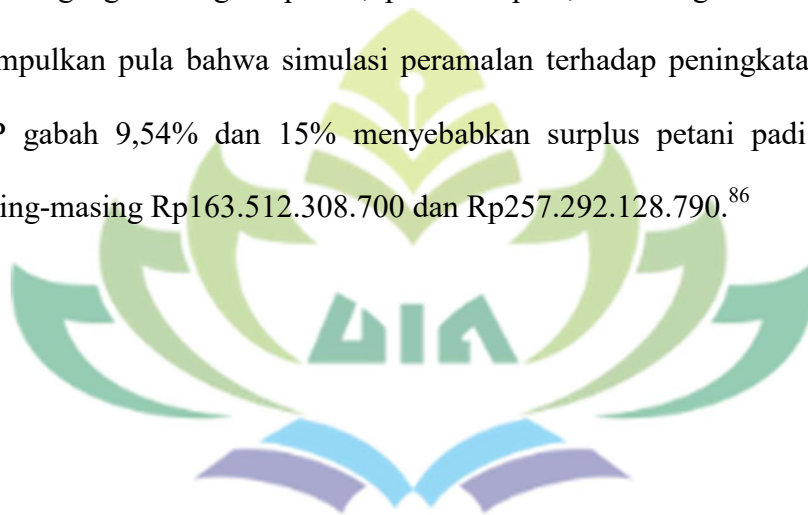 mpulkan pula bahwa simulasi peramalan terhadap peningkata
P gabah 9,54% dan 15% menyebabkan surplus petani padi
ing-masing Rp163.512.308.700 dan Rp257.292.128.790.86
UIN